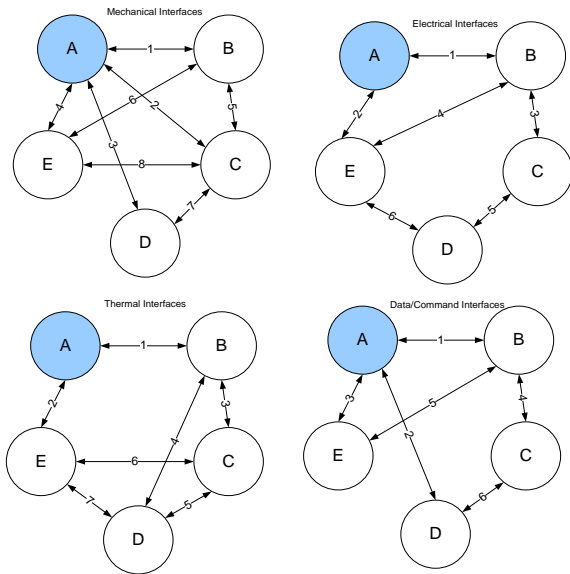 Mechanical Interfaces
A
B
1
4
6
2
5
3
E
8
C
7
D
Electrical Interfaces
A
1
B
2
4
3
E
C
6
5
D
Thermal Interfaces
A
1
B
2
4
3
E
6
C
7
5
D
Data/Command Interfaces
A
1
B
3
5
4
2
E
C
6
D